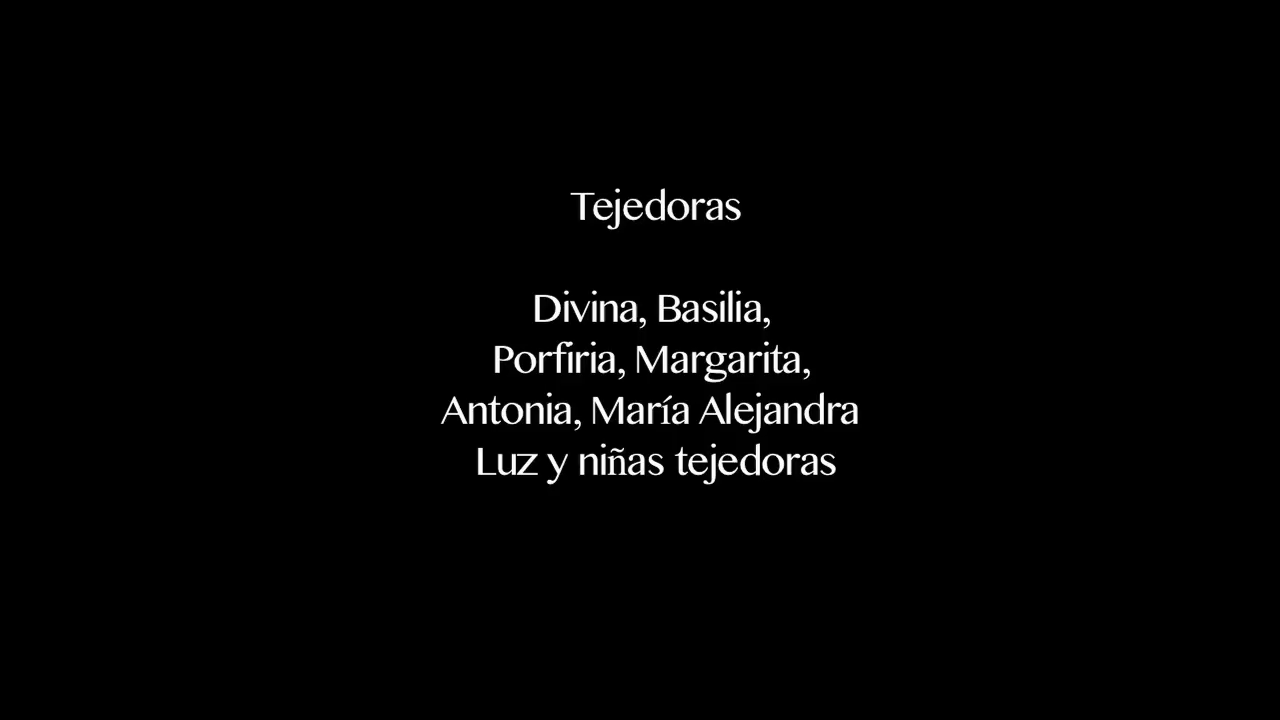 Tejedoras
Divina, Basilia,
Porfiria, Margarita,
Antonia, María Alejandra
Luz y niñas tejedoras